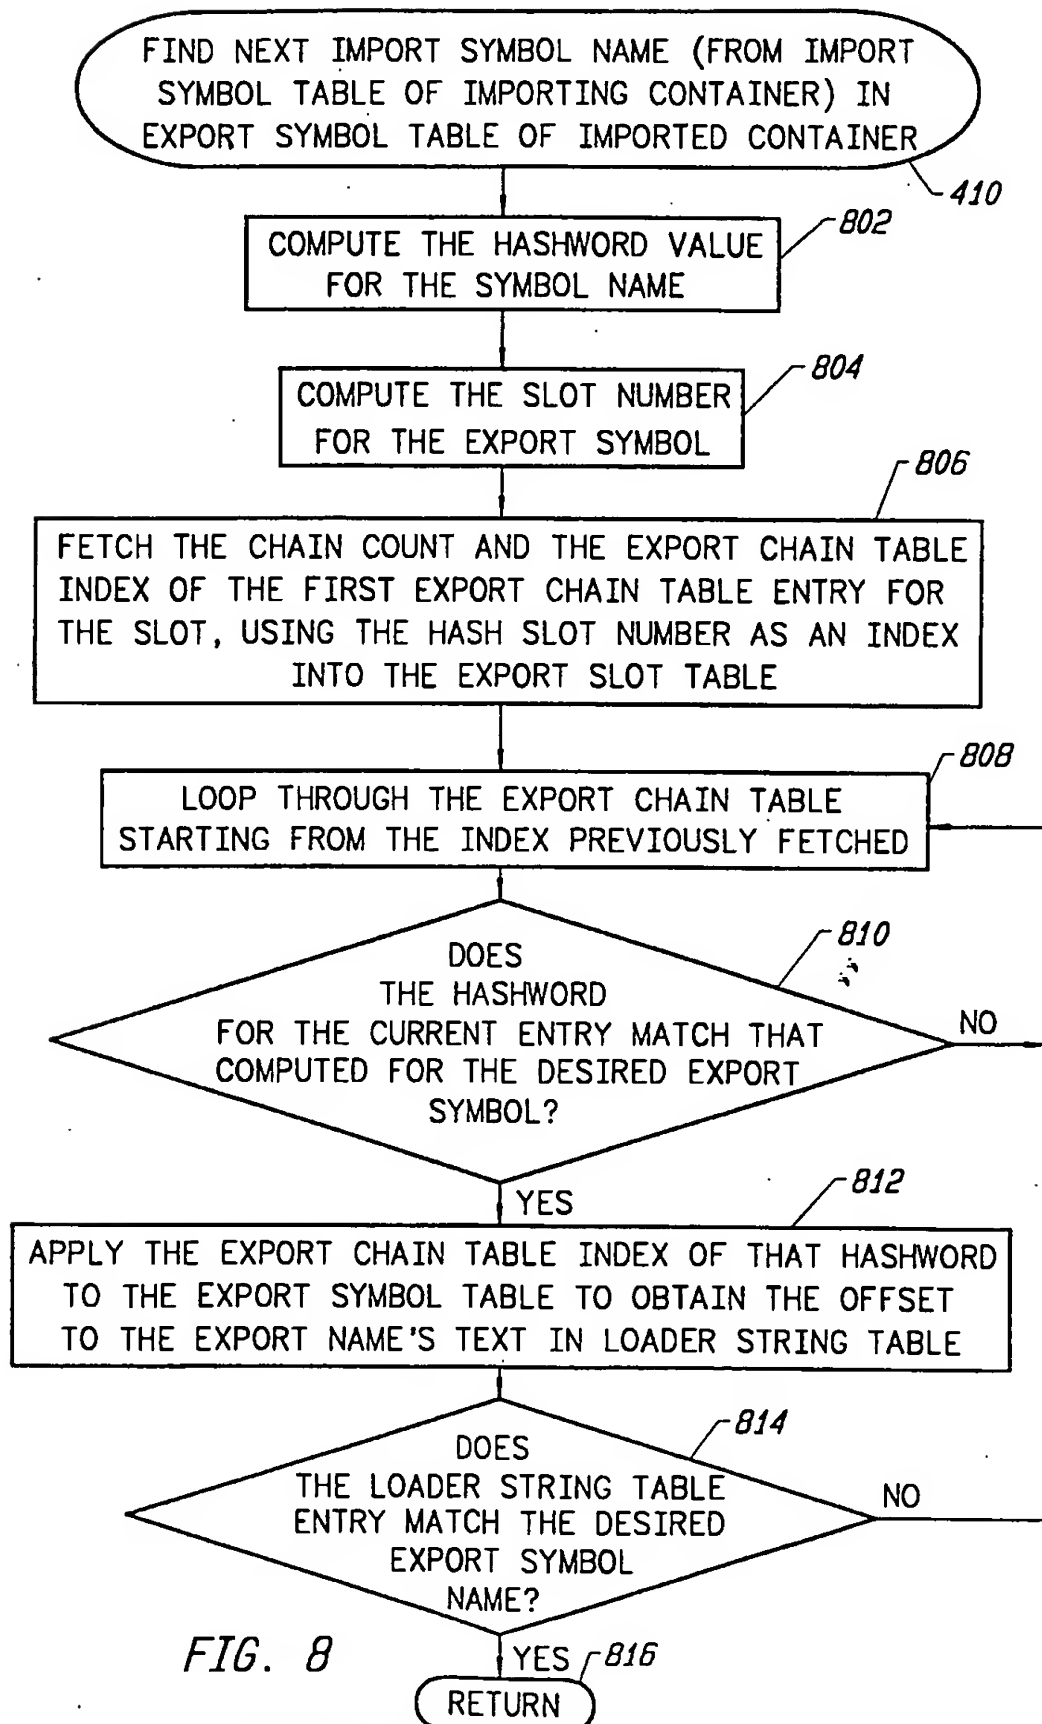 FIND NEXT IMPORT SYMBOL NAME (FROM IMPORT
SYMBOL TABLE OF IMPORTING CONTAINER) IN
EXPORT SYMBOL TABLE OF IMPORTED CONTAINER
410
802
COMPUTE THE HASHWORD VALUE
FOR THE SYMBOL NAME
804
COMPUTE THE SLOT NUMBER
FOR THE EXPORT SYMBOL
806
FETCH THE CHAIN COUNT AND THE EXPORT CHAIN TABLE
INDEX OF THE FIRST EXPORT CHAIN TABLE ENTRY FOR
THE SLOT, USING THE HASH SLOT NUMBER AS AN INDEX
INTO THE EXPORT SLOT TABLE
808
LOOP THROUGH THE EXPORT CHAIN TABLE
STARTING FROM THE INDEX PREVIOUSLY FETCHED
810
DOES
THE HASHWORD
FOR THE CURRENT ENTRY MATCH THAT
COMPUTED FOR THE DESIRED EXPORT
SYMBOL?
NO
YES
812
APPLY THE EXPORT CHAIN TABLE INDEX OF THAT HASHWORD
TO THE EXPORT SYMBOL TABLE TO OBTAIN THE OFFSET
TO THE EXPORT NAME'S TEXT IN LOADER STRING TABLE
814
DOES
THE LOADER STRING TABLE
ENTRY MATCH THE DESIRED
EXPORT SYMBOL
NAME?
NO
YES
816
RETURN
FIG. 8